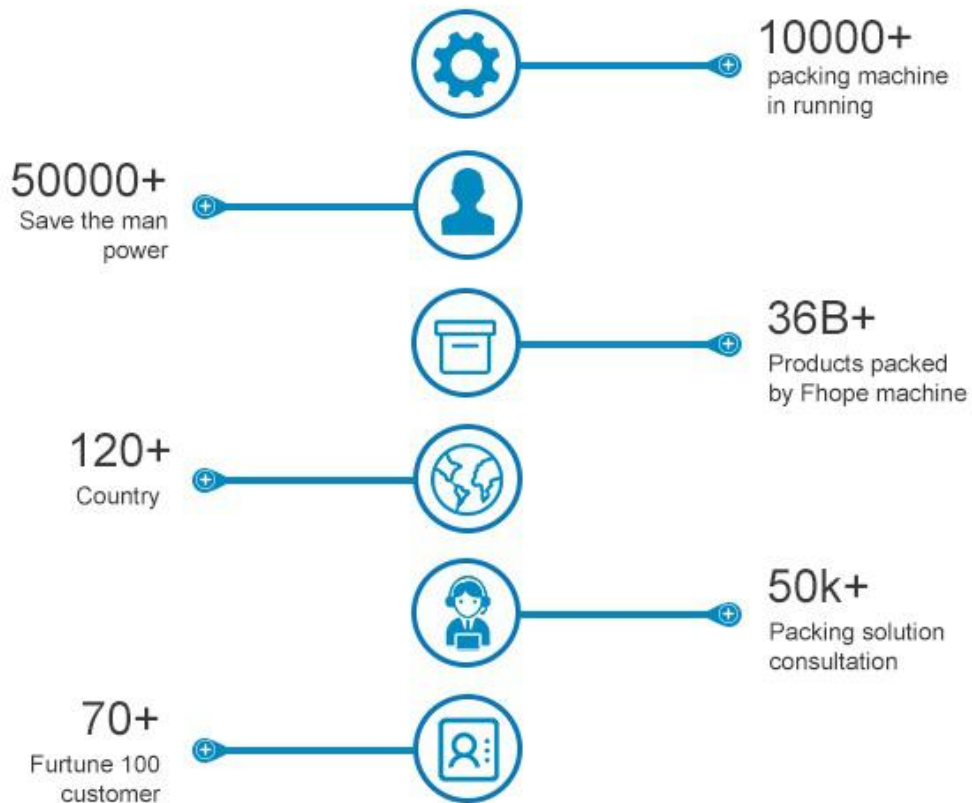 10000+
packing machine
in running
50000+
Save the man
power
36B+
Products packed
by Fhope machine
120+
Country
50k+
Packing solution
consultation
70+
Furtune 100
customer